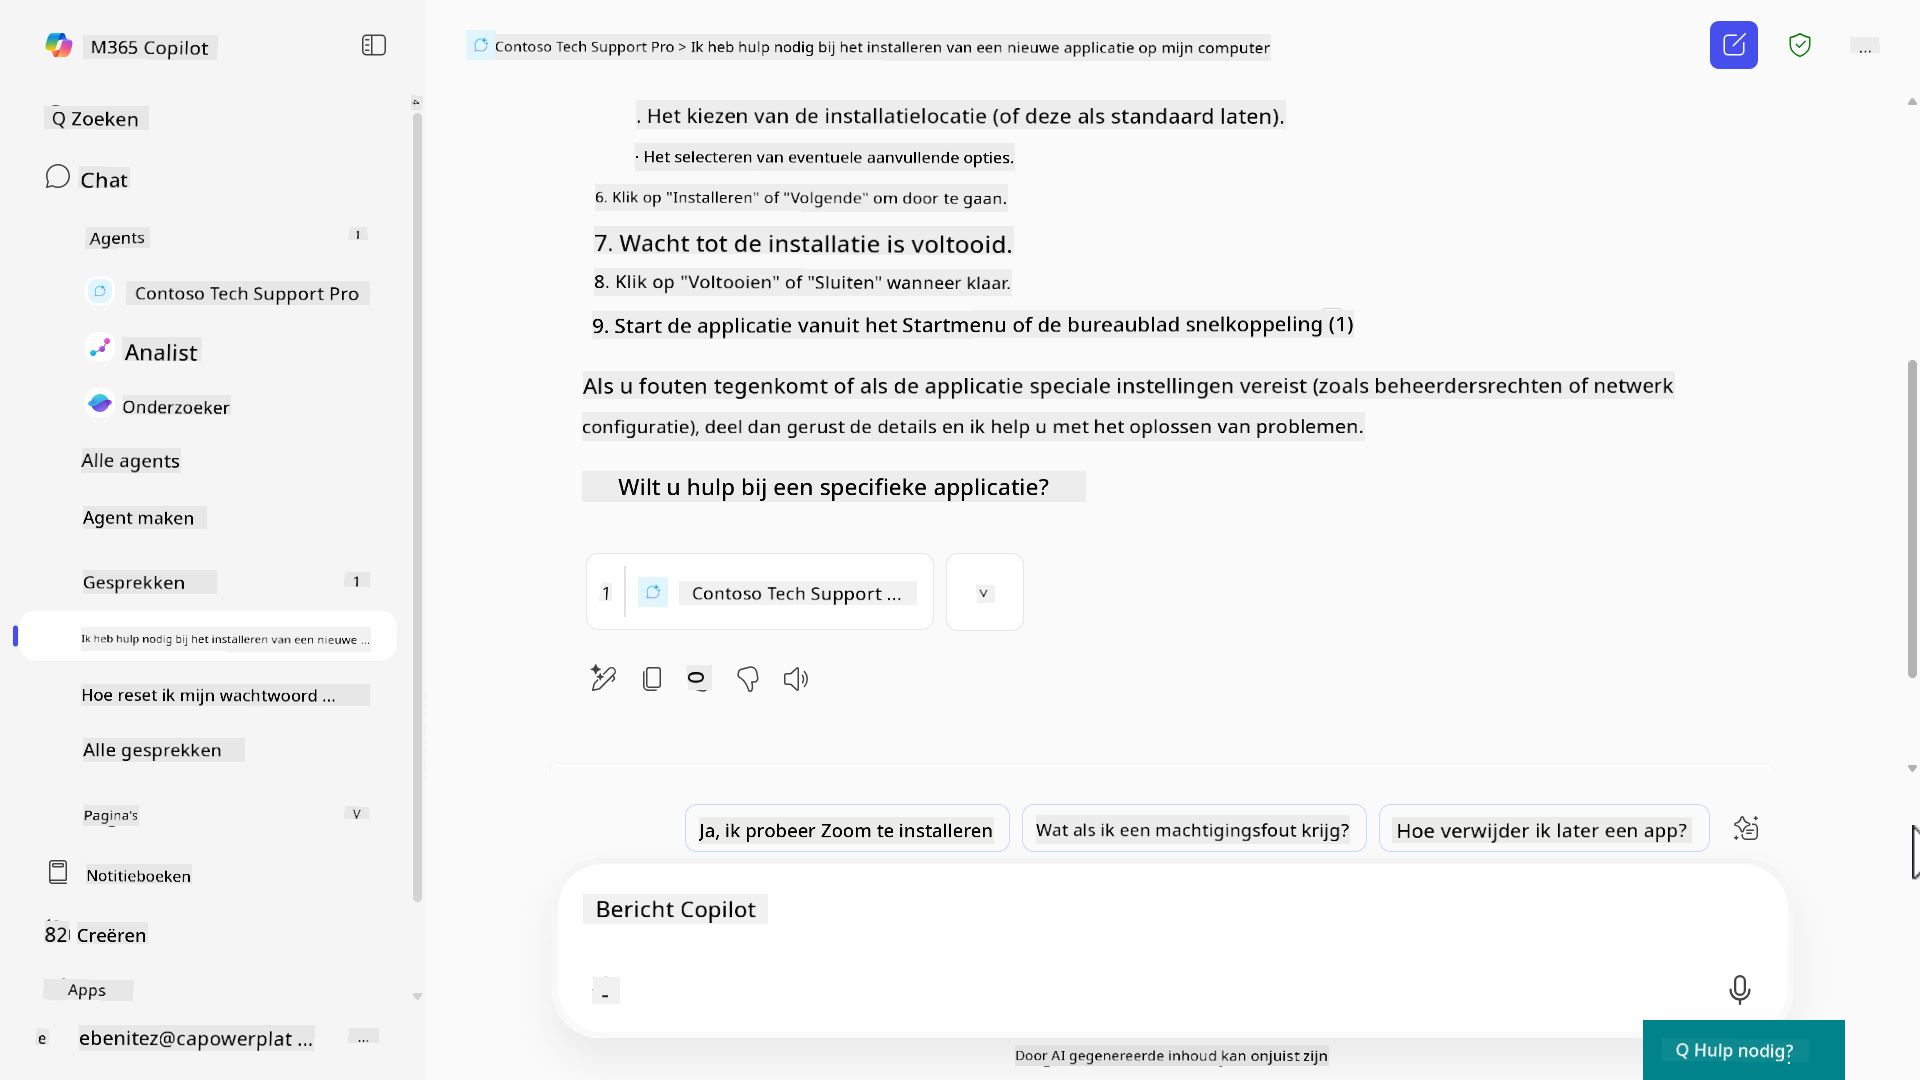 M365 Copilot
Q Zoeken
Chat
Agents 1
Contoso Tech Support Pro
Analist
Onderzoeker
Alle agents
Agent maken
Gesprekken 1
Ik heb hulp nodig bij het installeren van een nieuwe ...
Hoe reset ik mijn wachtwoord ...
Alle gesprekken
Pagina's V
Notitieboeken
82 Creëren
Apps
e ebenitez@capowerplat ... ...
Contoso Tech Support Pro > Ik heb hulp nodig bij het installeren van een nieuwe applicatie op mijn computer
...
. Het kiezen van de installatielocatie (of deze als standaard laten).
· Het selecteren van eventuele aanvullende opties.
6. Klik op "Installeren" of "Volgende" om door te gaan.
7. Wacht tot de installatie is voltooid.
8. Klik op "Voltooien" of "Sluiten" wanneer klaar.
9. Start de applicatie vanuit het Startmenu of de bureaublad snelkoppeling (1)
Als u fouten tegenkomt of als de applicatie speciale instellingen vereist (zoals beheerdersrechten of netwerk
configuratie), deel dan gerust de details en ik help u met het oplossen van problemen.
Wilt u hulp bij een specifieke applicatie?
1 Contoso Tech Support ... v
Ja, ik probeer Zoom te installeren
Wat als ik een machtigingsfout krijg?
Hoe verwijder ik later een app?
Bericht Copilot
-
Door AI gegenereerde inhoud kan onjuist zijn
Q Hulp nodig?